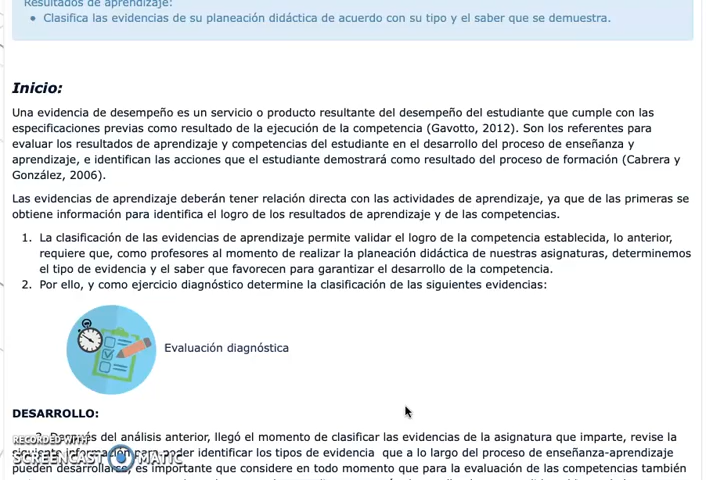 Resultados de aprendizaje:
• Clasifica las evidencias de su planeación didáctica de acuerdo con su tipo y el saber que se demuestra.
Inicio:
Una evidencia de desempeño es un servicio o producto resultante del desempeño del estudiante que cumple con las
especificaciones previas como resultado de la ejecución de la competencia (Gavotto, 2012). Son los referentes para
evaluar los resultados de aprendizaje y competencias del estudiante en el desarrollo del proceso de enseñanza y
aprendizaje, e identifican las acciones que el estudiante demostrará como resultado del proceso de formación (Cabrera y
González, 2006).
Las evidencias de aprendizaje deberán tener relación directa con las actividades de aprendizaje, ya que de las primeras se
obtiene información para identifica el logro de los resultados de aprendizaje y de las competencias.
1. La clasificación de las evidencias de aprendizaje permite validar el logro de la competencia establecida, lo anterior,
requiere que, como profesores al momento de realizar la planeación didáctica de nuestras asignaturas, determinemos
el tipo de evidencia y el saber que favorecen para garantizar el desarrollo de la competencia.
2. Por ello, y como ejercicio diagnóstico determine la clasificación de las siguientes evidencias:
Evaluación diagnóstica
DESARROLLO:
3. Después del análisis anterior, llegó el momento de clasificar las evidencias de la asignatura que imparte, revise la
siguiente información para poder identificar los tipos de evidencia que a lo largo del proceso de enseñanza-aprendizaje
pueden desarrollarse, es importante que considere en todo momento que para la evaluación de las competencias también
RECORDED WITH
SCREENCAST MATIC